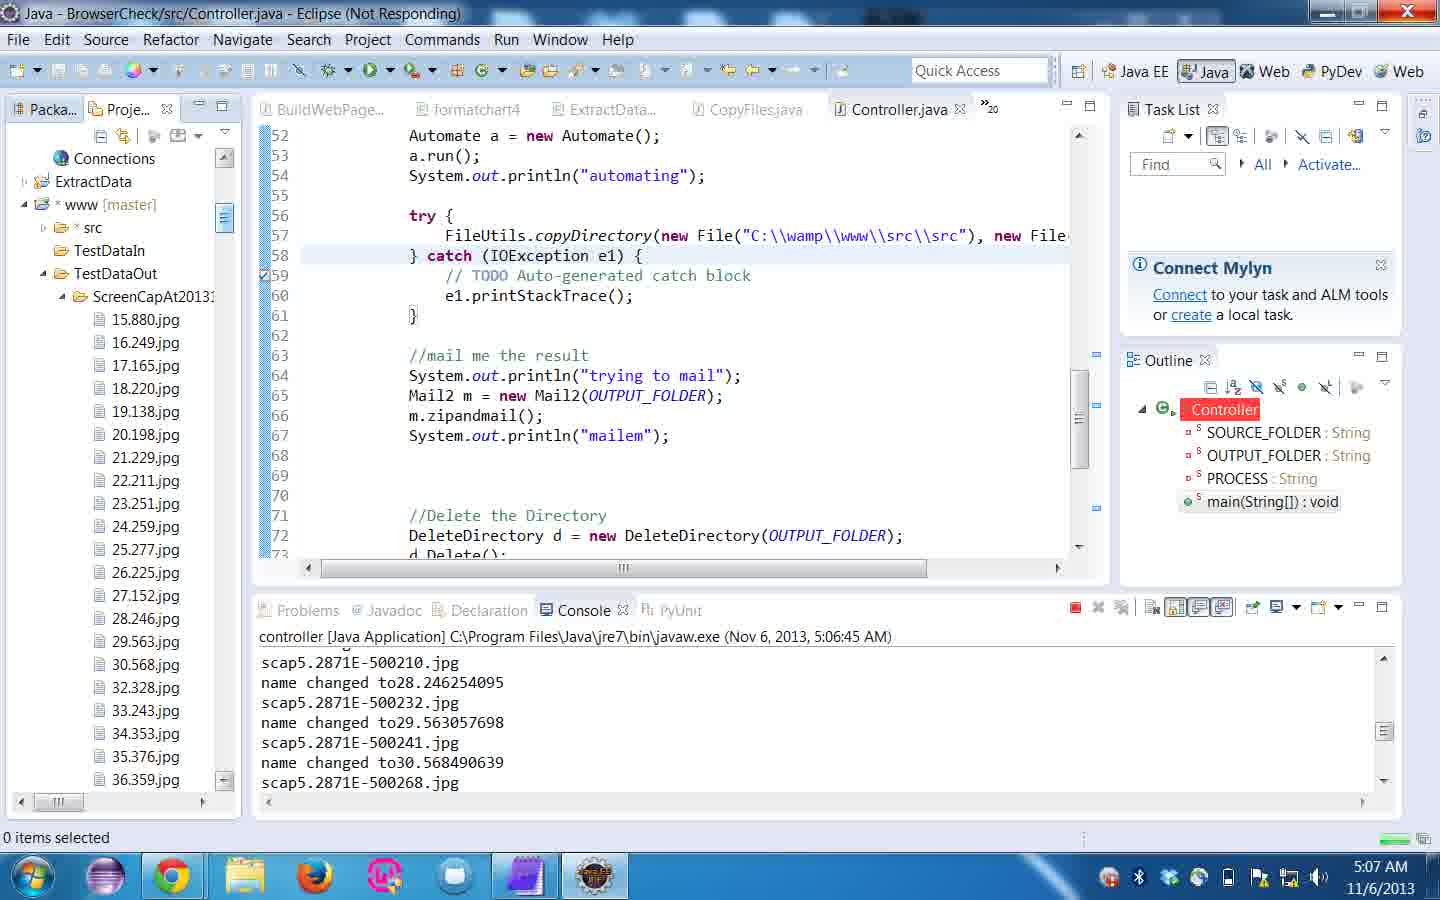 Java - BrowserCheck/src/Controller.java - Eclipse (Not Responding)
File Edit Source Refactor Navigate Search Project Commands Run Window Help
Quick Access
Java EE
Java
Web
PyDev
Web
Packa...
Proje...
Connections
ExtractData
* www [master]
* src
TestDataIn
TestDataOut
ScreenCapAt20131
15.880.jpg
16.249.jpg
17.165.jpg
18.220.jpg
19.138.jpg
20.198.jpg
21.229.jpg
22.211.jpg
23.251.jpg
24.259.jpg
25.277.jpg
26.225.jpg
27.152.jpg
28.246.jpg
29.563.jpg
30.568.jpg
32.328.jpg
33.243.jpg
34.353.jpg
35.376.jpg
36.359.jpg
BuildWebPage...
formatchart4
ExtractData...
CopyFiles.java
Controller.java
»20
52 Automate a = new Automate();
53 a.run();
54 System.out.println("automating");
55
56 try {
57 FileUtils.copyDirectory(new File("C:\\wamp\\www\\src\\src"), new File(
58 } catch (IOException e1) {
59 // TODO Auto-generated catch block
60 e1.printStackTrace();
61 }
62
63 //mail me the result
64 System.out.println("trying to mail");
65 Mail2 m = new Mail2(OUTPUT_FOLDER);
66 m.zipandmail();
67 System.out.println("mailem");
68
69
70
71 //Delete the Directory
72 DeleteDirectory d = new DeleteDirectory(OUTPUT_FOLDER);
73 d.Delete();
Task List
Find
All
Activate...
Connect Mylyn
Connect to your task and ALM tools
or create a local task.
Outline
Controller
SOURCE_FOLDER : String
OUTPUT_FOLDER : String
PROCESS : String
main(String[]) : void
Problems
@ Javadoc
Declaration
Console
PyUnit
controller [Java Application] C:\Program Files\Java\jre7\bin\javaw.exe (Nov 6, 2013, 5:06:45 AM)
scap5.2871E-500210.jpg
name changed to28.246254095
scap5.2871E-500232.jpg
name changed to29.563057698
scap5.2871E-500241.jpg
name changed to30.568490639
scap5.2871E-500268.jpg
0 items selected
5:07 AM
11/6/2013